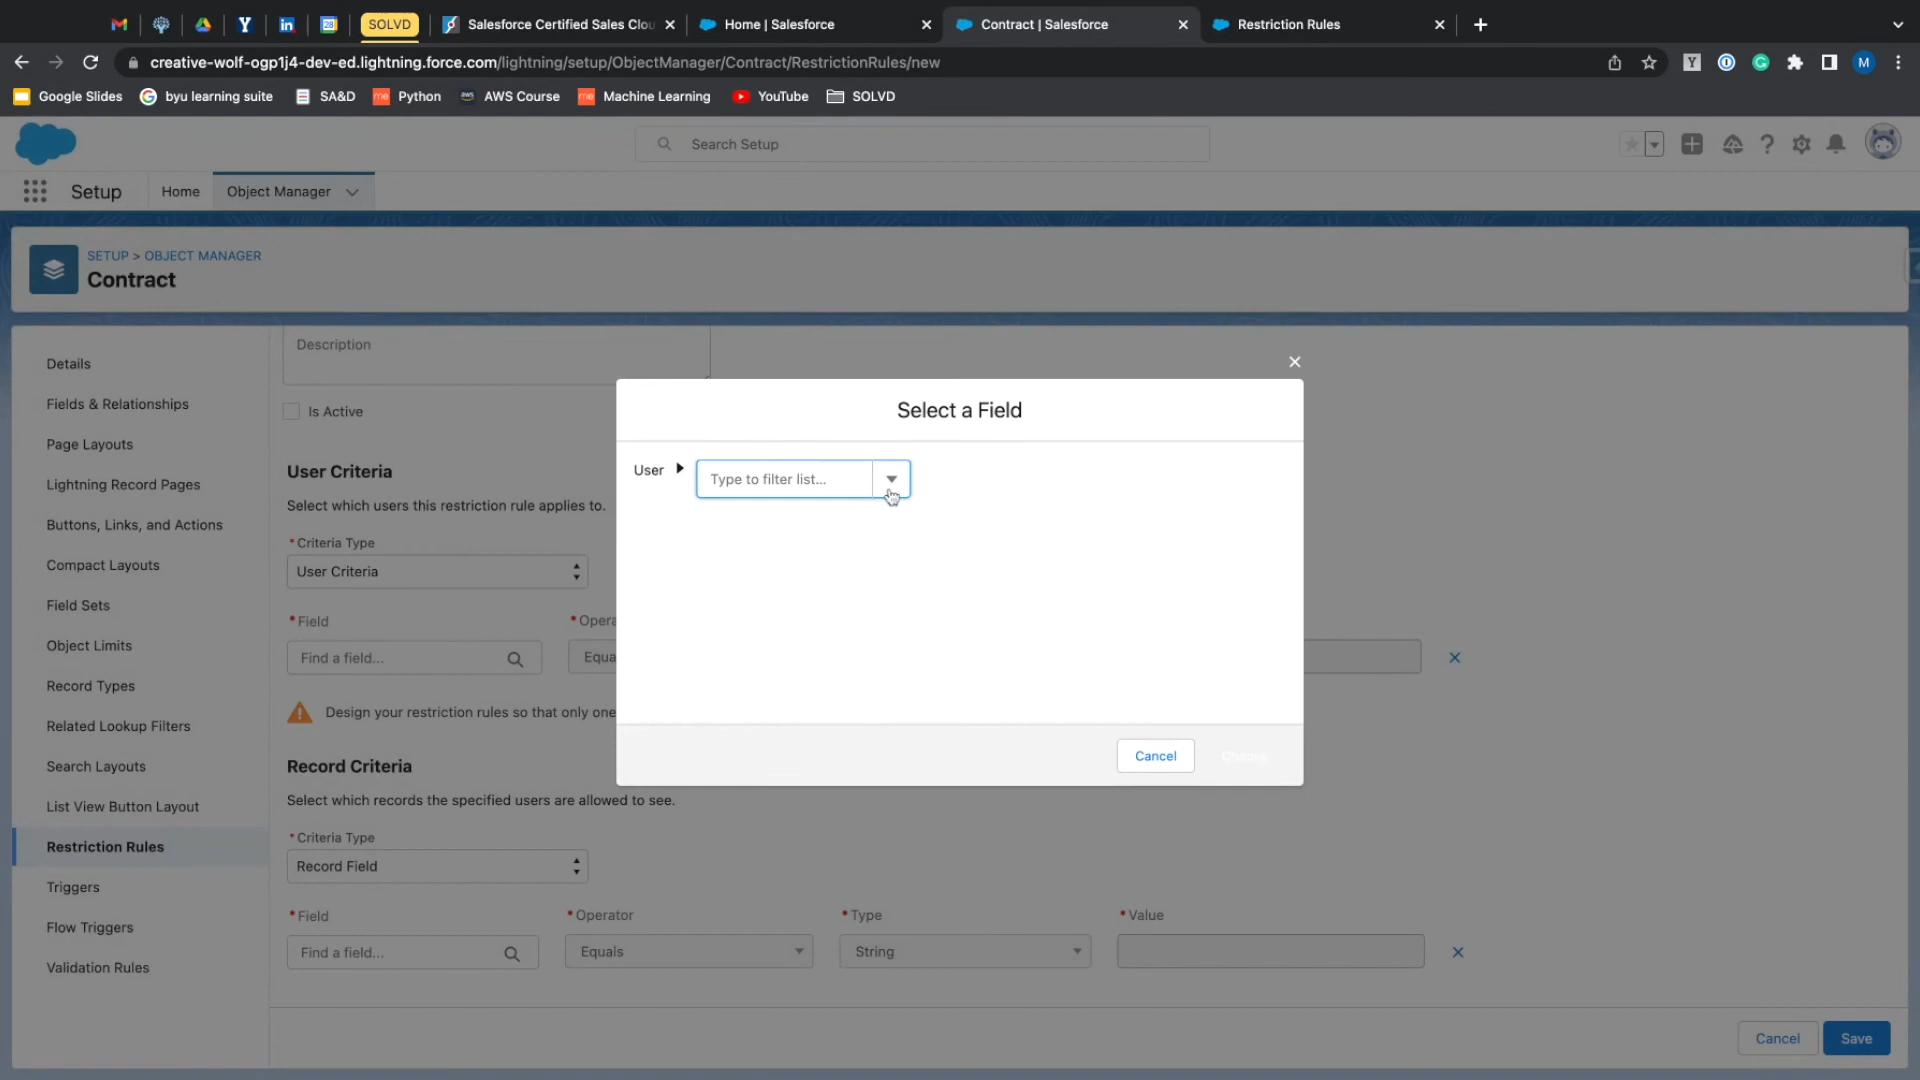 SOLVD
Salesforce Certified Sales Clou
Home | Salesforce
Contract | Salesforce
Restriction Rules
creative-wolf-ogp1j4-dev-ed.lightning.force.com/lightning/setup/ObjectManager/Contract/RestrictionRules/new
M
Google Slides
byu learning suite
SA&D
Python
AWS Course
Machine Learning
YouTube
SOLVD
Search Setup
Setup
Home
Object Manager
SETUP > OBJECT MANAGER
Contract
Details
Fields & Relationships
Page Layouts
Lightning Record Pages
Buttons, Links, and Actions
Compact Layouts
Field Sets
Object Limits
Record Types
Related Lookup Filters
Search Layouts
List View Button Layout
Restriction Rules
Triggers
Flow Triggers
Validation Rules
Description
Is Active
User Criteria
Select which users this restriction rule applies to.
* Criteria Type
User Criteria
* Field
* Opera
Find a field...
Equa
Design your restriction rules so that only one
Record Criteria
Select which records the specified users are allowed to see.
* Criteria Type
Record Field
* Field
* Operator
* Type
* Value
Find a field...
Equals
String
Cancel
Save
Select a Field
User
Type to filter list...
Cancel